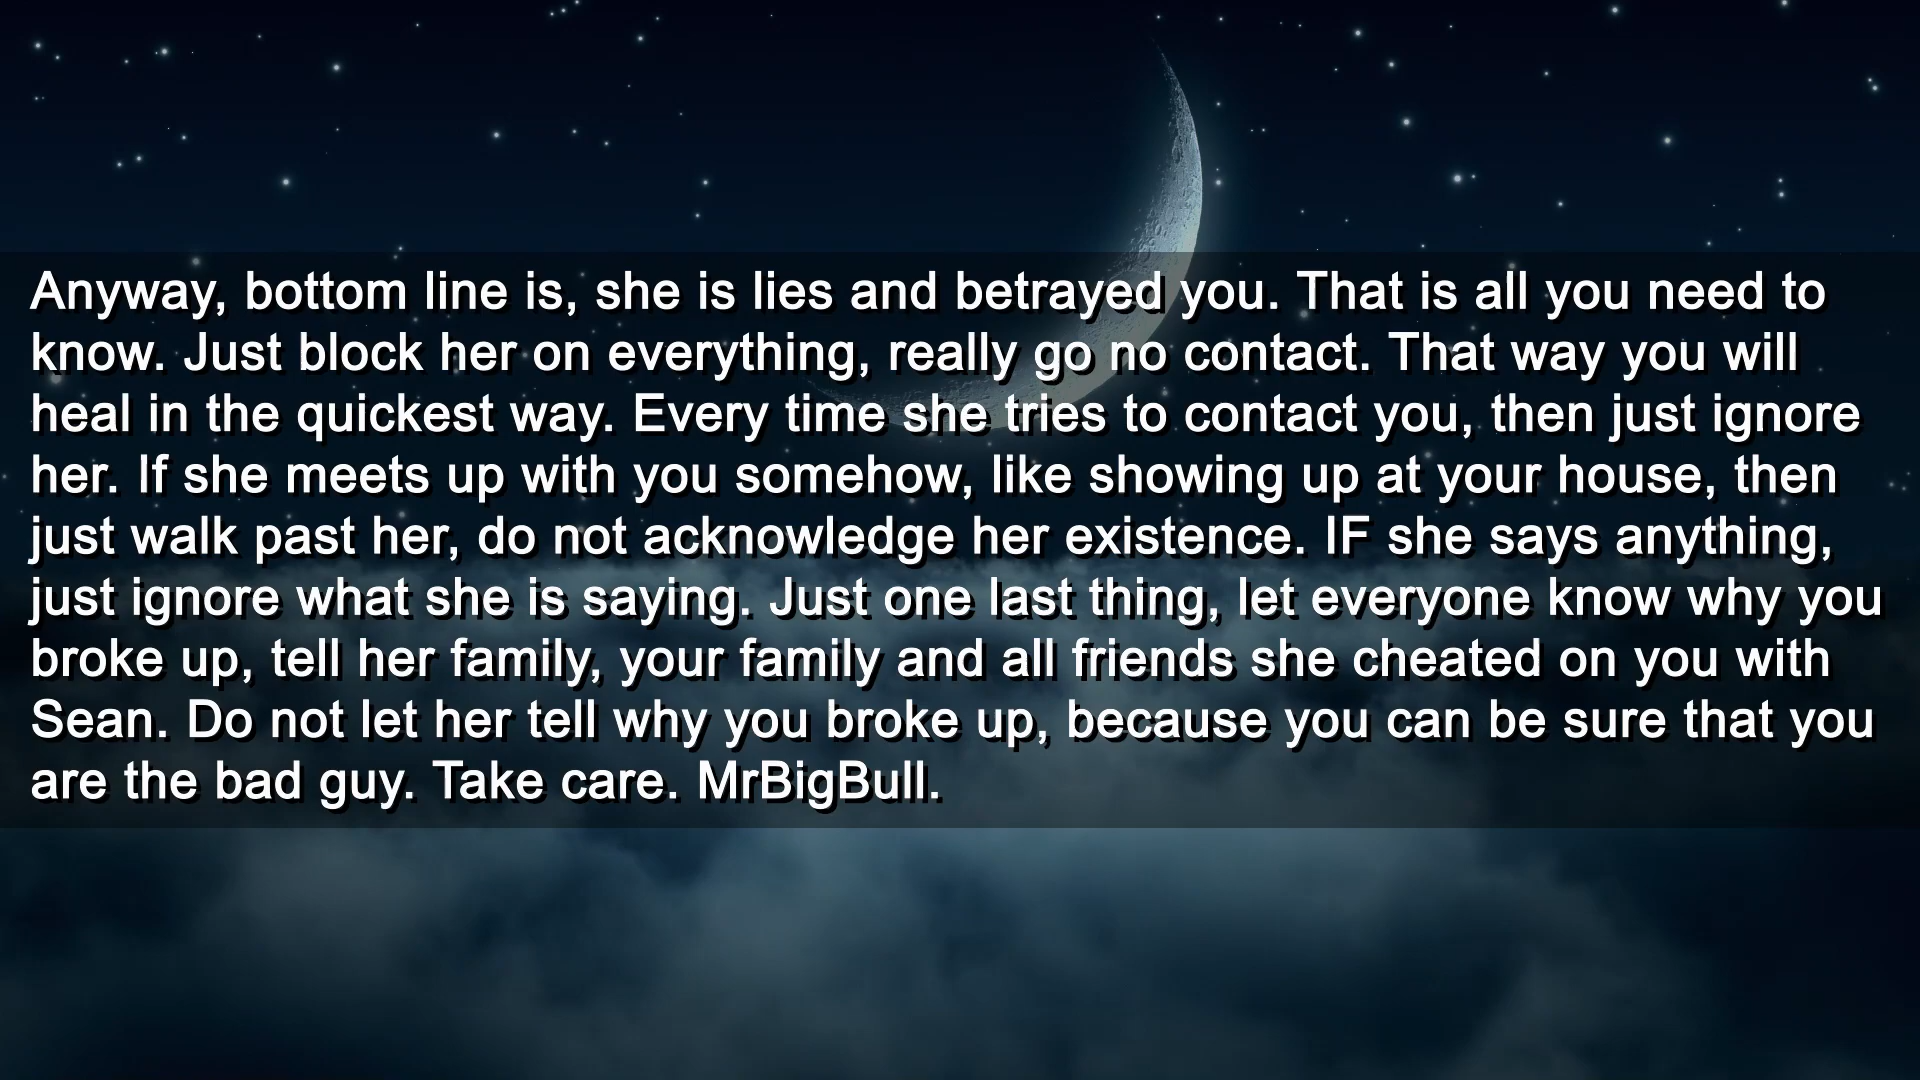 Anyway, bottom line is, she is lies and betrayed you. That is all you need to
know. Just block her on everything, really go no contact. That way you will
heal in the quickest way. Every time she tries to contact you, then just ignore
her. If she meets up with you somehow, like showing up at your house, then
just walk past her, do not acknowledge her existence. IF she says anything,
just ignore what she is saying. Just one last thing, let everyone know why you
broke up, tell her family, your family and all friends she cheated on you with
Sean. Do not let her tell why you broke up, because you can be sure that you
are the bad guy. Take care. MrBigBull.